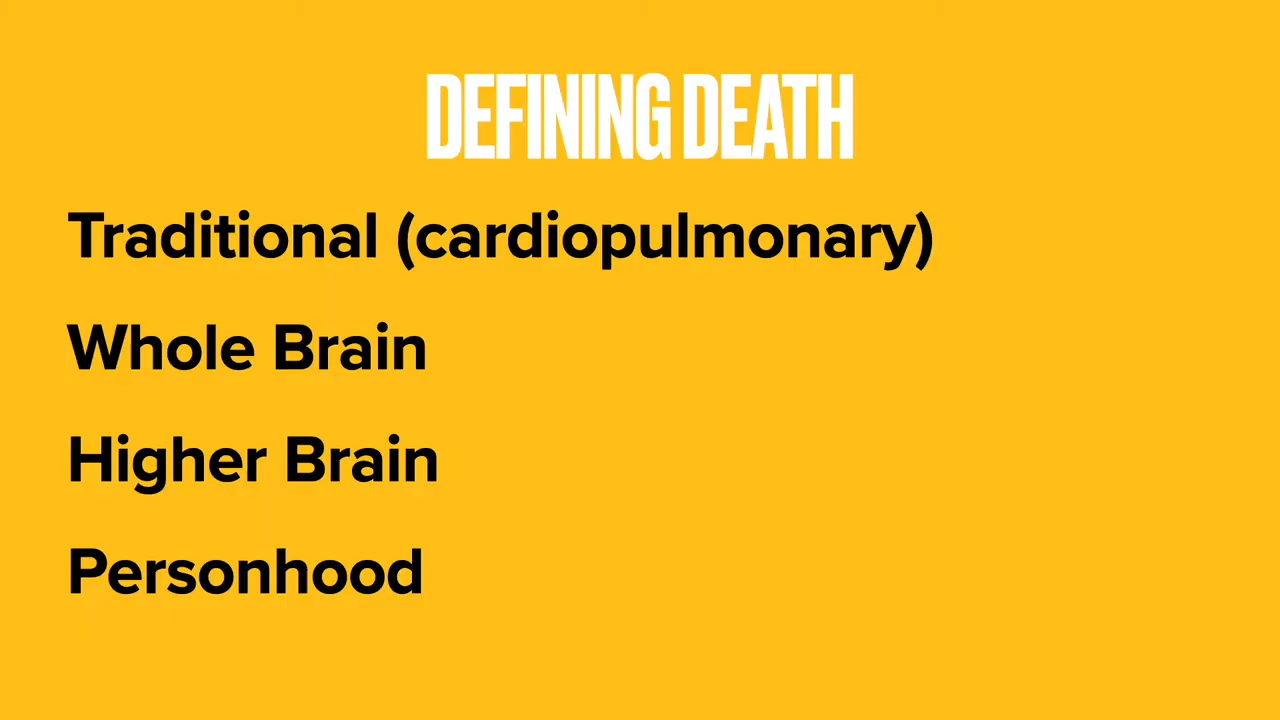 DEFINING DEATH
Traditional (cardiopulmonary)
Whole Brain
Higher Brain
Personhood